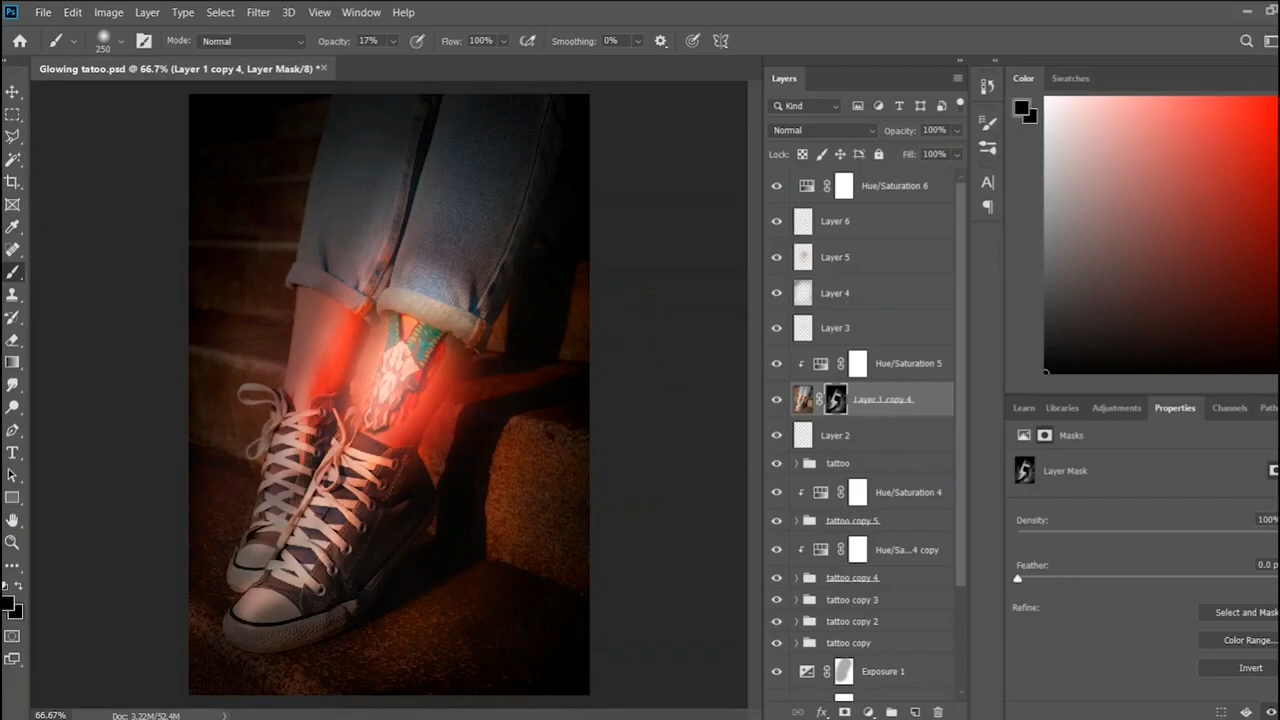 Ps File Edit Image Layer Type Select Filter 3D View Window Help
250 Mode: Normal Opacity: 17% Flow: 100% Smoothing: 0%
Glowing tatoo.psd @ 66.7% (Layer 1 copy 4, Layer Mask/8) *
Layers
Kind
Normal Opacity: 100%
Lock: Fill: 100%
Hue/Saturation 6
Layer 6
Layer 5
Layer 4
Layer 3
Hue/Saturation 5
Layer 1 copy 4
Layer 2
tattoo
Hue/Saturation 4
tattoo copy 5
Hue/Sa...4 copy
tattoo copy 4
tattoo copy 3
tattoo copy 2
tattoo copy
Exposure 1
fx
Color Swatches
Learn Libraries Adjustments Properties Channels Path
Masks
Layer Mask
Density: 100%
Feather: 0.0 p
Refine:
Select and Mask
Color Range...
Invert
66.67% Doc: 3.22M/52.4M